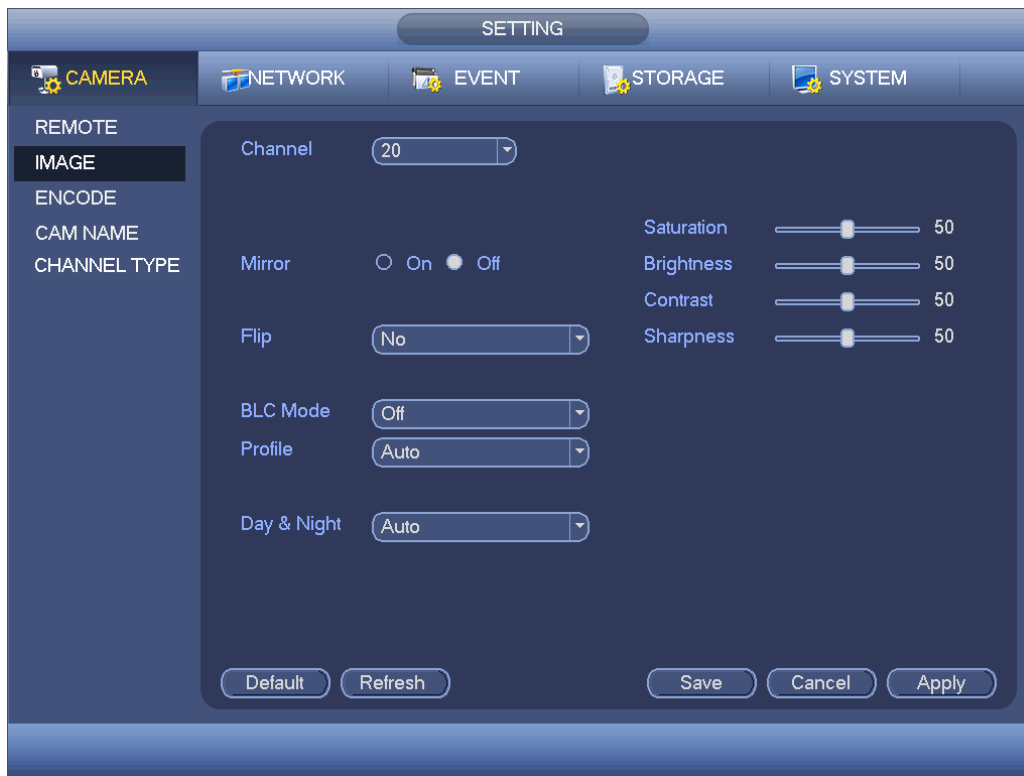 SETTING
CAMERA NETWORK EVENT STORAGE SYSTEM
REMOTE
IMAGE
ENCODE
CAM NAME
CHANNEL TYPE
Channel 20
Mirror On Off
Flip No
BLC Mode Off
Profile Auto
Day & Night Auto
Saturation 50
Brightness 50
Contrast 50
Sharpness 50
Default Refresh Save Cancel Apply